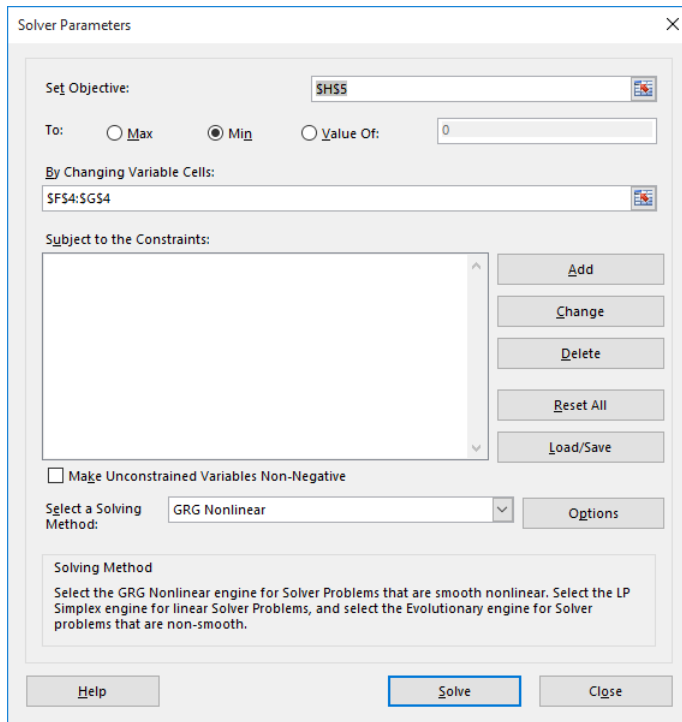 Solver Parameters
Set Objective:
$H$5
To:
Max
Min
Value Of:
0
By Changing Variable Cells:
$F$4:$G$4
Subject to the Constraints:
Add
Change
Delete
Reset All
Load/Save
Make Unconstrained Variables Non-Negative
Select a Solving
Method:
GRG Nonlinear
Options
Solving Method
Select the GRG Nonlinear engine for Solver Problems that are smooth nonlinear. Select the LP
Simplex engine for linear Solver Problems, and select the Evolutionary engine for Solver
problems that are non-smooth.
Help
Solve
Close